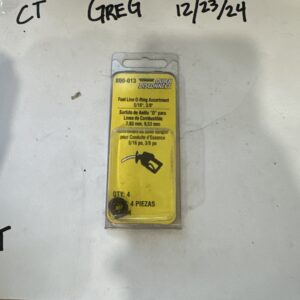 CT GREG 12/23/24
800-013
Fuel Line O-Ring Assortment
5/16", 3/8"
Surtido de Anillo "O" para
Línea de Combustible
7,93 mm, 9,53 mm
pour Conduite d'Essence
5/16 po, 3/8 po
QTY: 4
4 PIEZAS